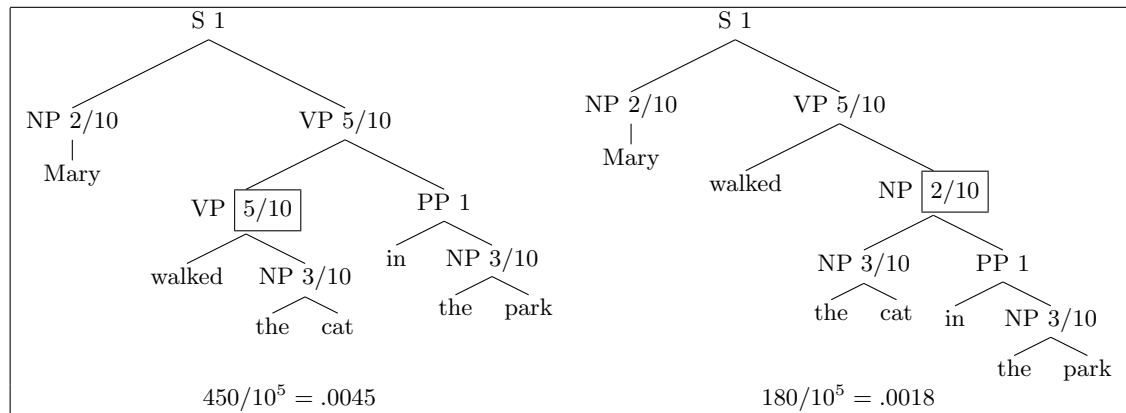 S 1
NP 2/10 VP 5/10
Mary
VP 5/10 PP 1
walked NP 3/10 in NP 3/10
the cat the park
450/10^5 = .0045
S 1
NP 2/10 VP 5/10
Mary walked NP 2/10
NP 3/10 PP 1
the cat in NP 3/10
the park
180/10^5 = .0018